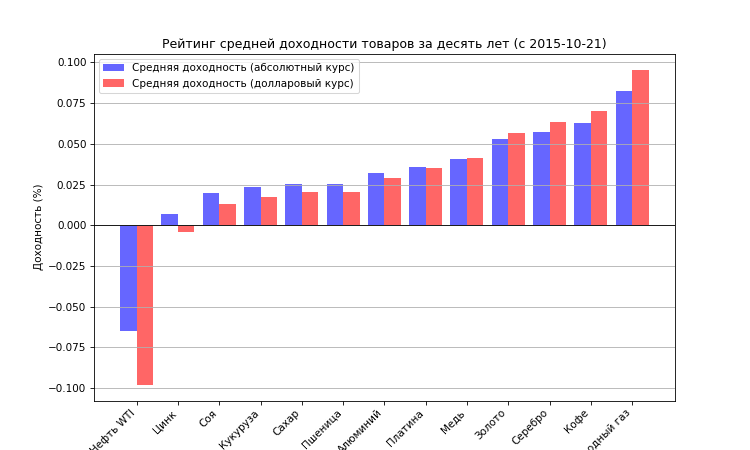 Рейтинг средней доходности товаров за десять лет (с 2015-10-21)
Средняя доходность (абсолютный курс)
Средняя доходность (долларовый курс)
Доходность (%)
0.100
0.075
0.050
0.025
0.000
−0.025
−0.050
−0.075
−0.100
Нефть WTI
Цинк
Соя
Кукуруза
Сахар
Пшеница
Алюминий
Платина
Медь
Золото
Серебро
Кофе
газ